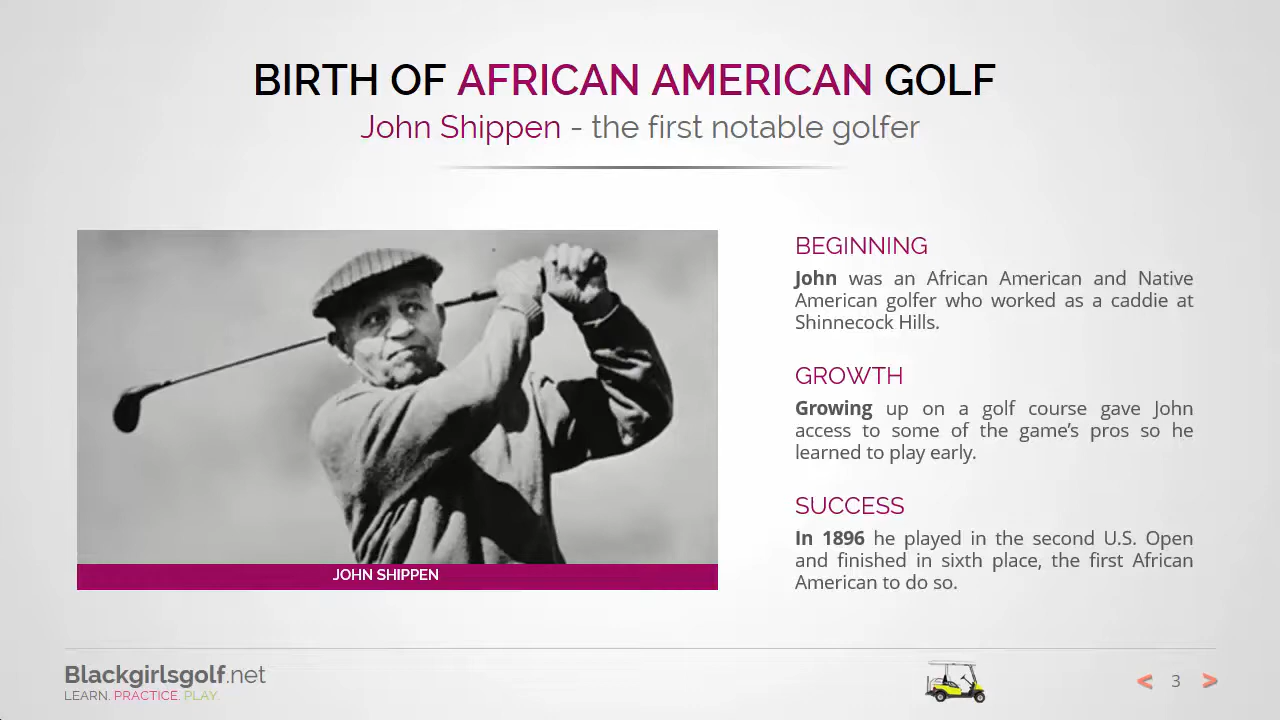 BIRTH OF AFRICAN AMERICAN GOLF
John Shippen - the first notable golfer
JOHN SHIPPEN
BEGINNING
John was an African American and Native
American golfer who worked as a caddie at
Shinnecock Hills.
GROWTH
Growing up on a golf course gave John
access to some of the game's pros so he
learned to play early.
SUCCESS
In 1896 he played in the second U.S. Open
and finished in sixth place, the first African
American to do so.
Blackgirlsgolf.net
LEARN. PRACTICE. PLAY.
< 3 >